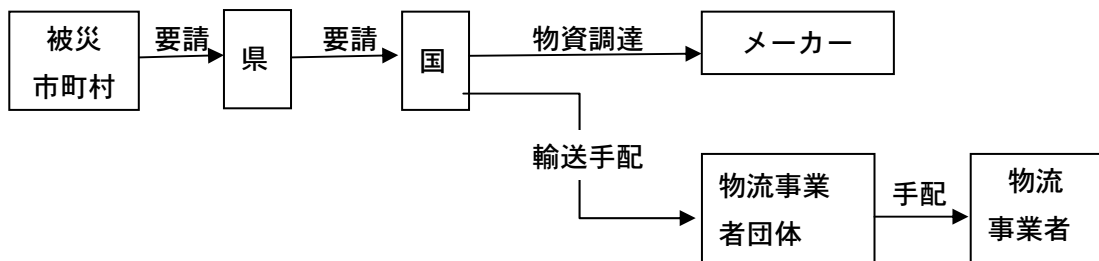 被災
市町村
要請
県
要請
国
物資調達
メーカー
輸送手配
物流事業
者団体
手配
物流
事業者